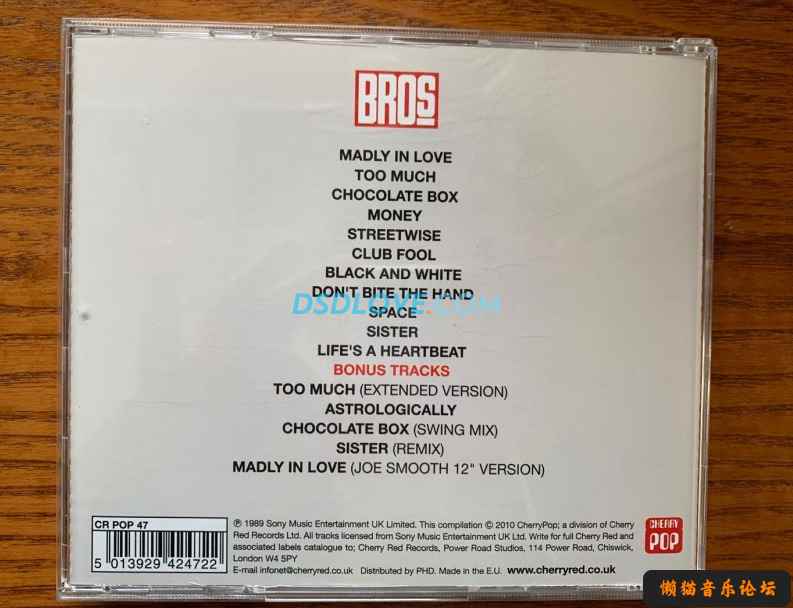 BROS
MADLY IN LOVE
TOO MUCH
CHOCOLATE BOX
MONEY
STREETWISE
CLUB FOOL
BLACK AND WHITE
DON'T BITE THE HAND
DSDLOVE.COM
SPACE
SISTER
LIFE'S A HEARTBEAT
BONUS TRACKS
TOO MUCH (EXTENDED VERSION)
ASTROLOGICALLY
CHOCOLATE BOX (SWING MIX)
SISTER (REMIX)
MADLY IN LOVE (JOE SMOOTH 12" VERSION)
CR POP 47
5 013929 424722
℗ 1989 Sony Music Entertainment UK Limited. This compilation © 2010 CherryPop; a division of Cherry
Red Records Ltd. All tracks licensed from Sony Music Entertainment UK Ltd. Write for full Cherry Red and
associated labels catalogue to; Cherry Red Records, Power Road Studios, 114 Power Road, Chiswick,
London W4 5PY
E-mail infonet@cherryred.co.uk Distributed by PHD. Made in the E.U. www.cherryred.co.uk
CHERRY
POP
懒猫音乐论坛